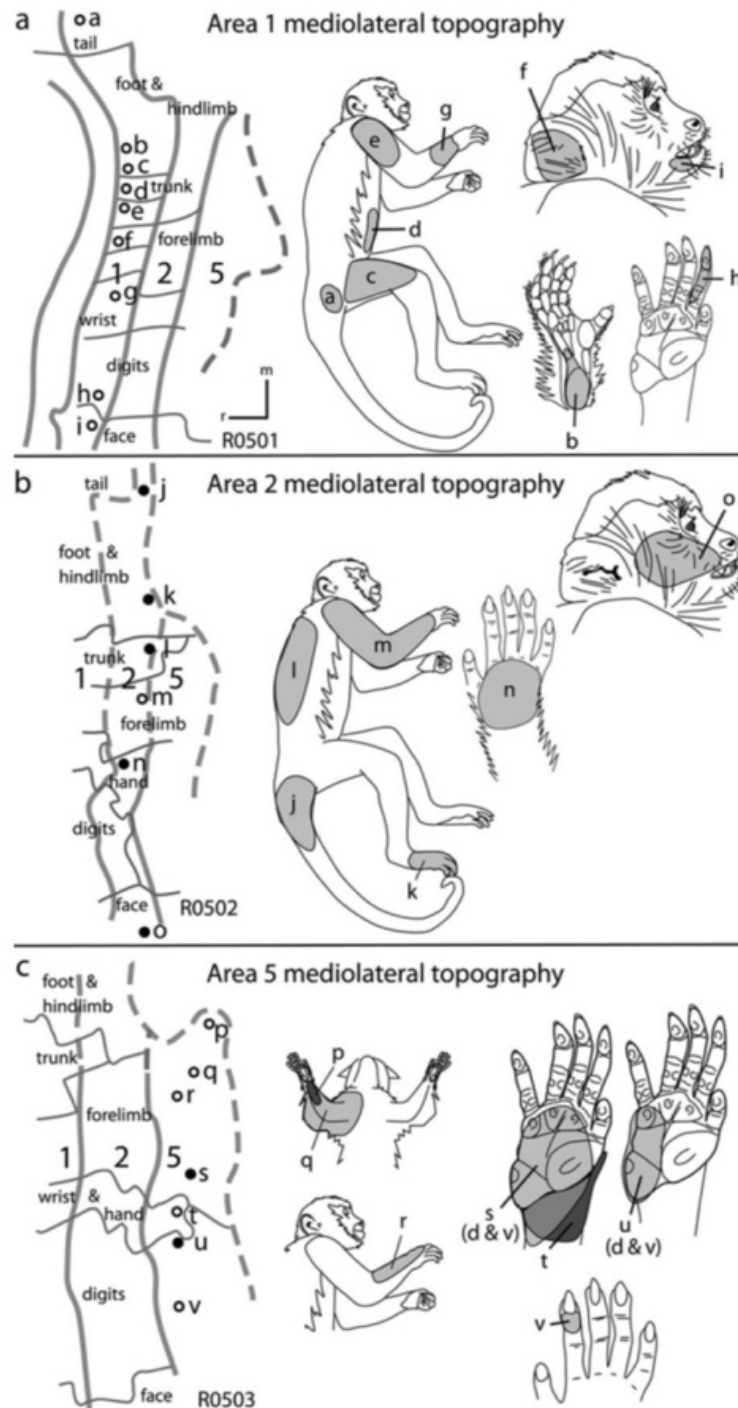 a
Area 1 mediolateral topography
a
tail
foot &
hindlimb
b
c
d
trunk
e
f
forelimb
1 2 5
g
wrist
digits
h
i
face
R0501
m
r
e
g
d
c
a
f
i
b
h
b
Area 2 mediolateral topography
tail
j
foot &
hindlimb
k
trunk
l
1 2 5
m
forelimb
n
hand
digits
face
R0502
o
l
m
j
k
n
o
c
Area 5 mediolateral topography
foot &
hindlimb
p
trunk
q
r
forelimb
1 2 5
s
wrist &
hand
t
u
digits
v
face
R0503
p
q
r
s
(d & v)
t
u
(d & v)
v